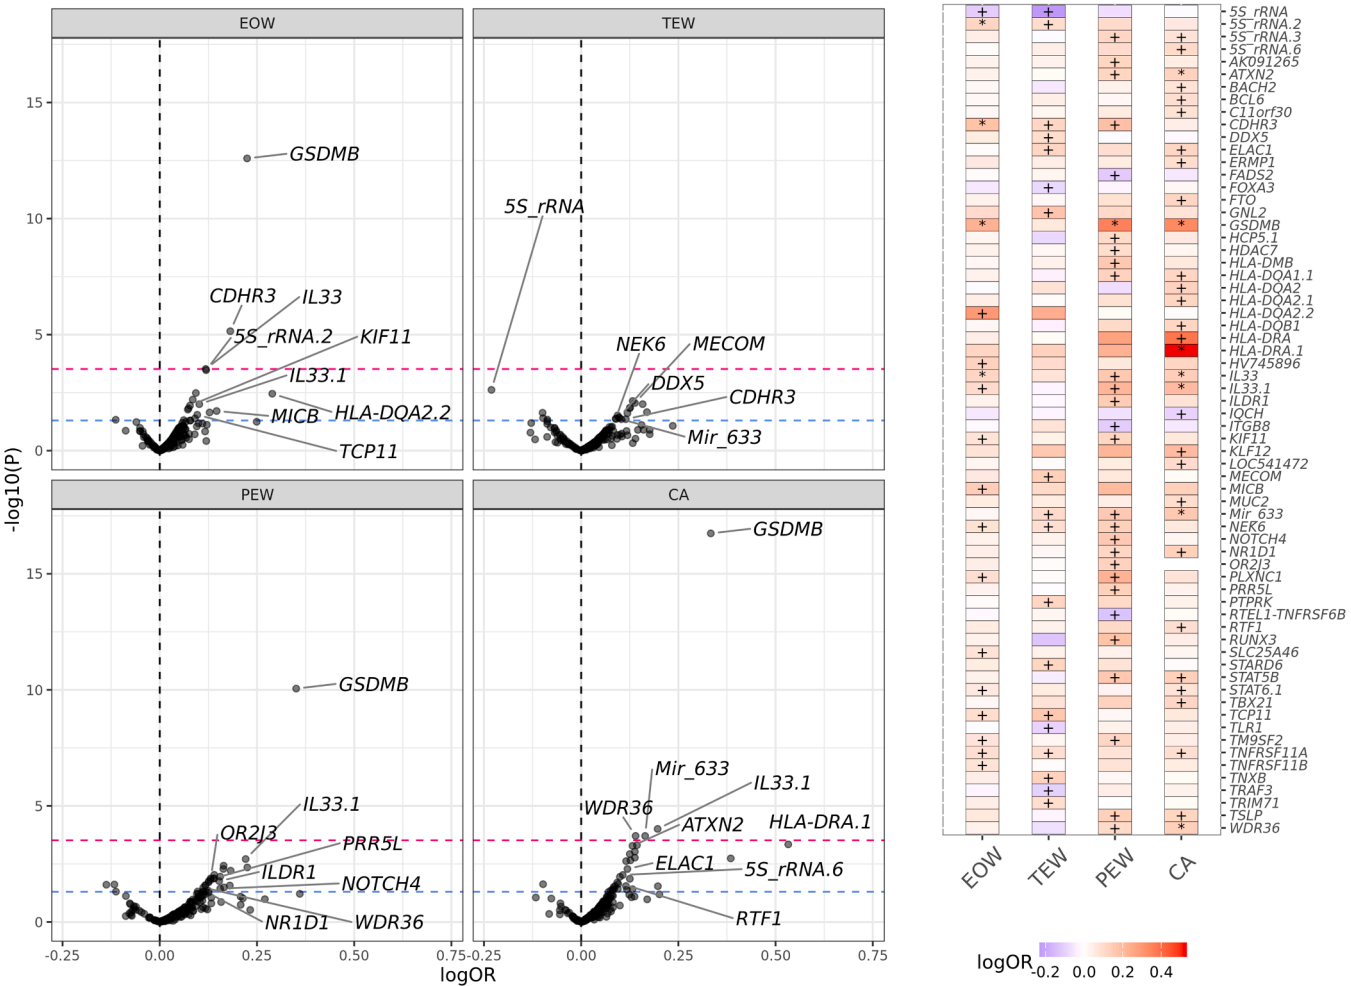 EOW
TEW
15
10
5
0
GSDMB
CDHR3
IL33
5S_rRNA.2
KIF11
IL33.1
MICB
HLA-DQA2.2
TCP11
5S_rRNA
NEK6
MECOM
DDX5
CDHR3
Mir_633
-log10(P)
PEW
CA
15
10
5
0
GSDMB
IL33.1
OR2J3
PRR5L
ILDR1
NOTCH4
NR1D1
WDR36
GSDMB
Mir_633
IL33.1
WDR36
ATXN2
HLA-DRA.1
ELAC1
5S_rRNA.6
RTF1
-0.25 0.00 0.25 0.50 0.75
-0.25 0.00 0.25 0.50 0.75
logOR
+ + 5S_rRNA
* + 5S_rRNA.2
+ + 5S_rRNA.3
+ 5S_rRNA.6
+ AK091265
+ * ATXN2
+ BACH2
+ BCL6
+ C11orf30
* + + CDHR3
+ DDX5
+ + ELAC1
+ ERMP1
+ FADS2
+ FOXA3
+ FTO
+ GNL2
* * * GSDMB
+ HCP5.1
+ HDAC7
+ HLA-DMB
+ + HLA-DQA1.1
+ HLA-DQA2
+ HLA-DQA2.1
+ HLA-DQA2.2
+ HLA-DQB1
+ HLA-DRA
* HLA-DRA.1
+ HV745896
* + * IL33
+ + * IL33.1
+ ILDR1
+ IQCH
+ ITGB8
+ + KIF11
+ KLF12
+ LOC541472
+ MECOM
+ MICB
+ MUC2
+ + * Mir_633
+ + + NEK6
+ NOTCH4
+ + NR1D1
+ OR2J3
+ + PLXNC1
+ PRR5L
+ PTPRK
+ RTEL1-TNFRSF6B
+ RTF1
+ RUNX3
+ SLC25A46
+ STARD6
+ + STAT5B
+ + STAT6.1
+ TBX21
+ + TCP11
+ TLR1
+ + TM9SF2
+ + + TNFRSF11A
+ TNFRSF11B
+ TNXB
+ TRAF3
+ TRIM71
+ + TSLP
+ * WDR36
EOW TEW PEW CA
logOR
-0.2 0.0 0.2 0.4